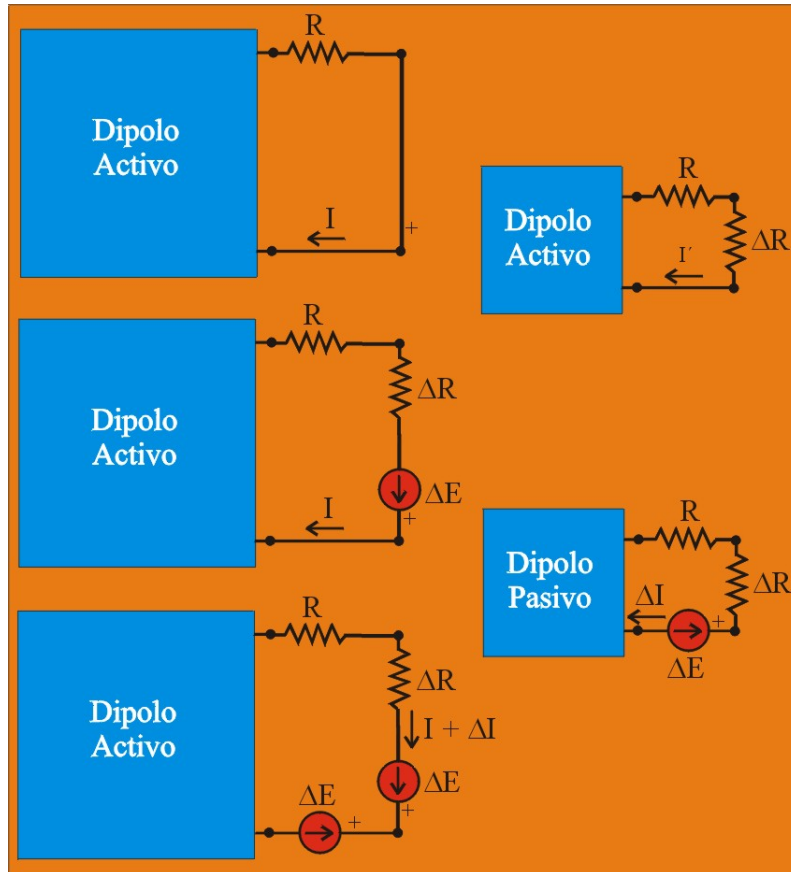 R
Dipolo
Activo
I
+
R
Dipolo
Activo
ΔR
I´
R
ΔR
Dipolo
Activo
ΔE
I
+
R
Dipolo
Pasivo
ΔR
ΔI
+
ΔE
R
ΔR
Dipolo
Activo
I + ΔI
ΔE
ΔE
+
+